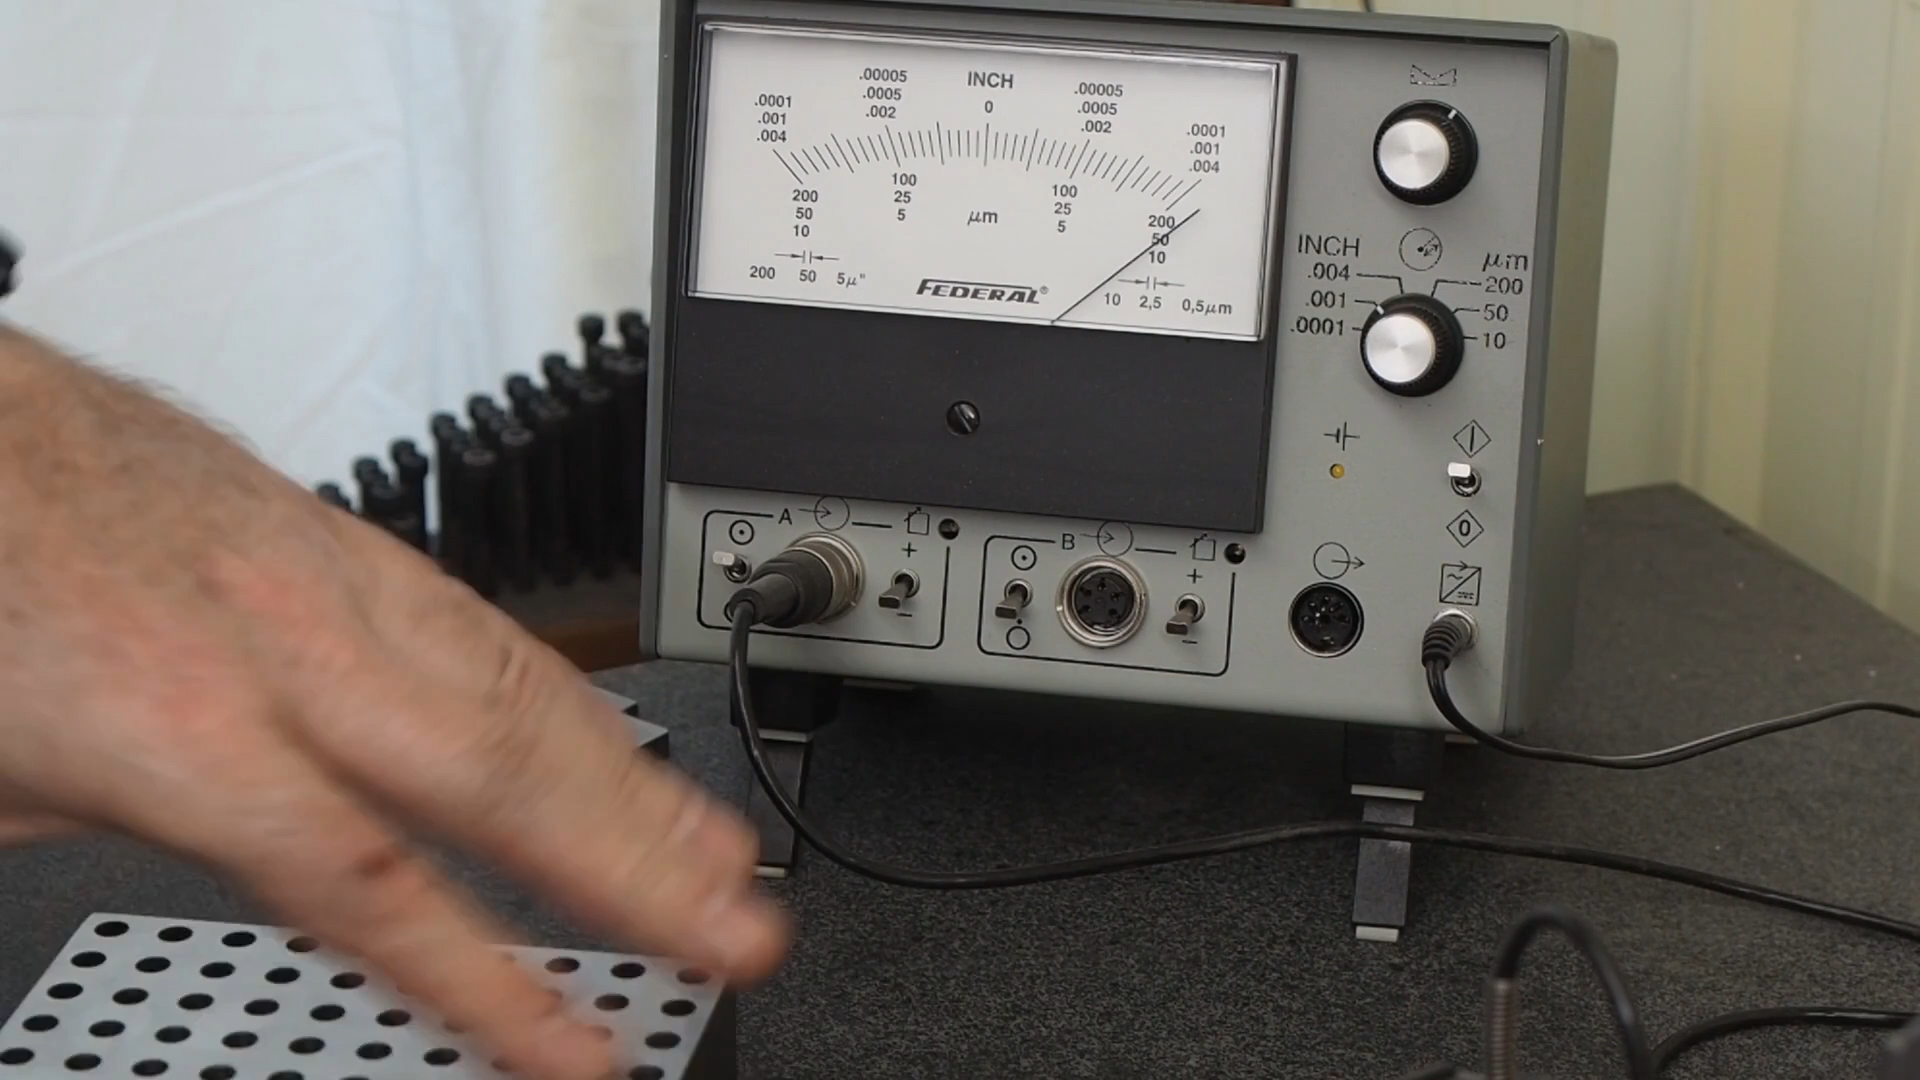 INCH
.0001 .00005 0 .00005 .0001
.001 .0005 .0005 .001
.004 .002 .002 .004
200 100 100 200
50 25 μm 25 50
10 5 5 10
200 50 5μ"
FEDERAL®
10 2,5 0,5μm
INCH μm
.004 200
.001 50
.0001 10
A
+
−
B
+
−
0